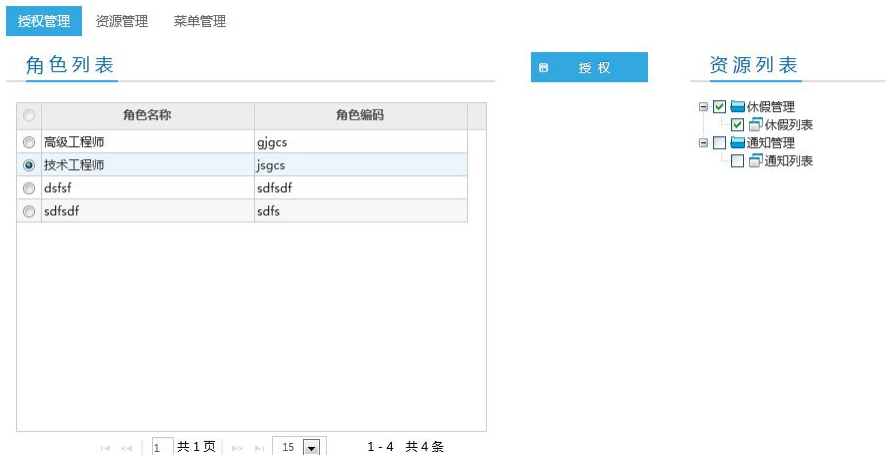 授权管理 资源管理 菜单管理
角色列表
授 权
资源列表
角色名称 角色编码
高级工程师 gjgcs
技术工程师 jsgcs
dsfsf sdfsdf
sdfsdf sdfs
休假管理
休假列表
通知管理
通知列表
1 共 1 页 15 1 - 4 共 4 条